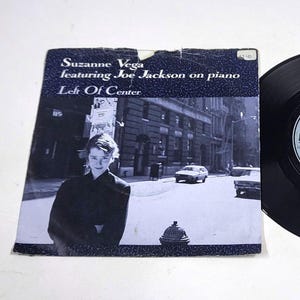 Suzanne Vega
featuring Joe Jackson on piano
Left Of Center